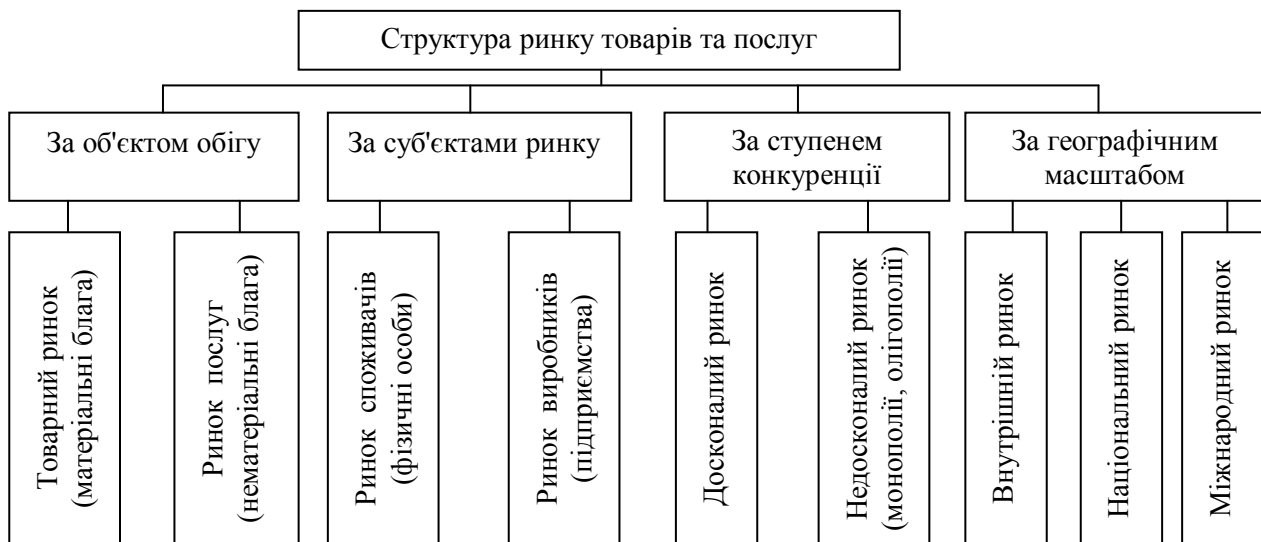 Структура ринку товарів та послуг
За об'єктом обігу
За суб'єктами ринку
За ступенем
конкуренції
За географічним
масштабом
Товарний ринок
(матеріальні блага)
Ринок послуг
(нематеріальні блага)
Ринок споживачів
(фізичні особи)
Ринок виробників
(підприємства)
Досконалий ринок
Недосконалий ринок
(монополії, олігополії)
Внутрішній ринок
Національний ринок
Міжнародний ринок